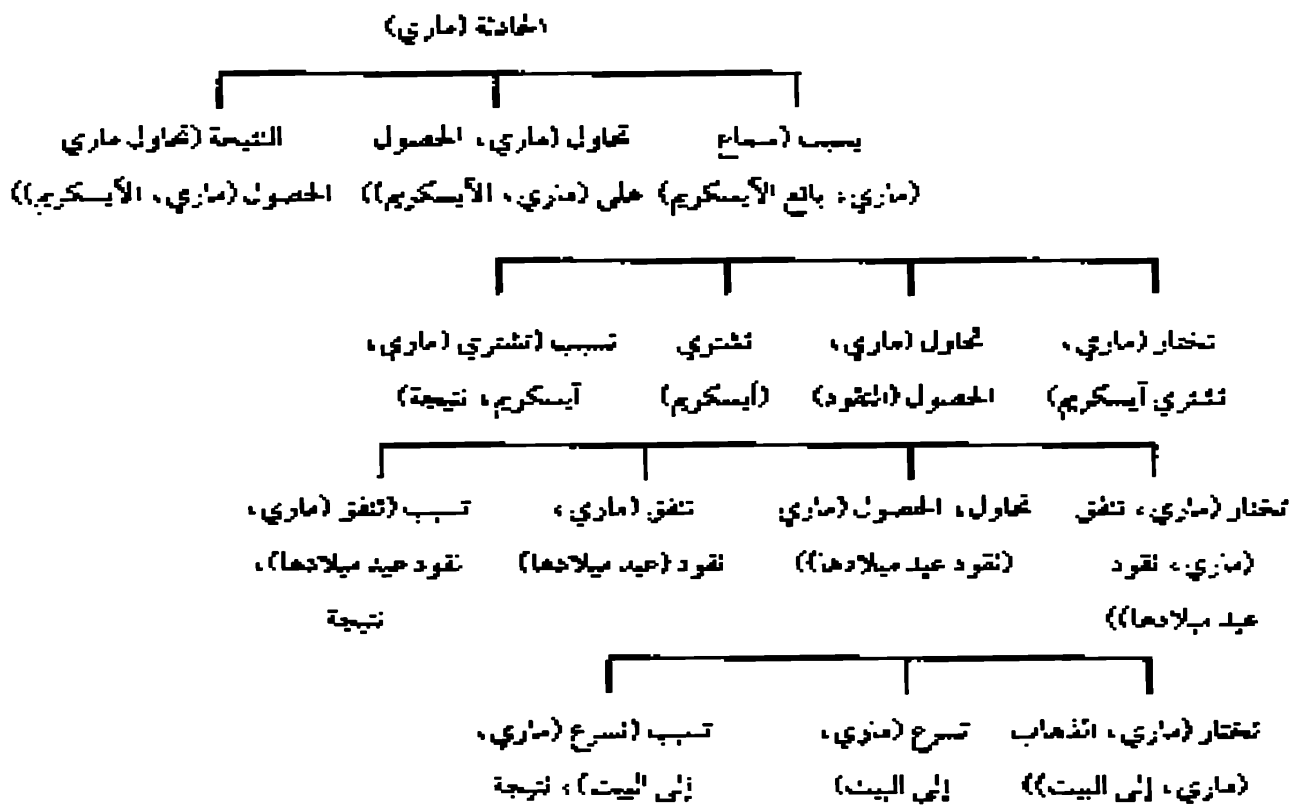 الحادثة (ماري)
يسبب (سماع
(ماري، بائع الآيسكريم)
تحاول (ماري، الحصول
على (ماري، الآيسكريم))
النتيجة (تحاول ماري
الحصول (ماري، الآيسكريم))
تختار (ماري،
تشتري آيسكريم)
تحاول (ماري،
الحصول (النقود)
تشتري
(آيسكريم)
تسبب (تشتري (ماري،
آيسكريم، نتيجة)
تختار (ماري، تنفق
(ماري، نقود
عيد ميلادها))
تحاول، الحصول (ماري
(نقود عيد ميلادها))
تنفق (ماري،
نقود (عيد ميلادها)
تسبب (تنفق (ماري،
نقود عيد ميلادها)،
نتيجة
تختار (ماري، الذهاب
(ماري، إلى البيت))
تسرع (ماري،
إلى البيت)
تسبب (تسرع (ماري،
إلى البيت)، نتيجة